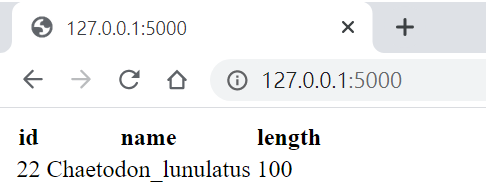 127.0.0.1:5000
127.0.0.1:5000
id name length
22 Chaetodon_lunulatus 100